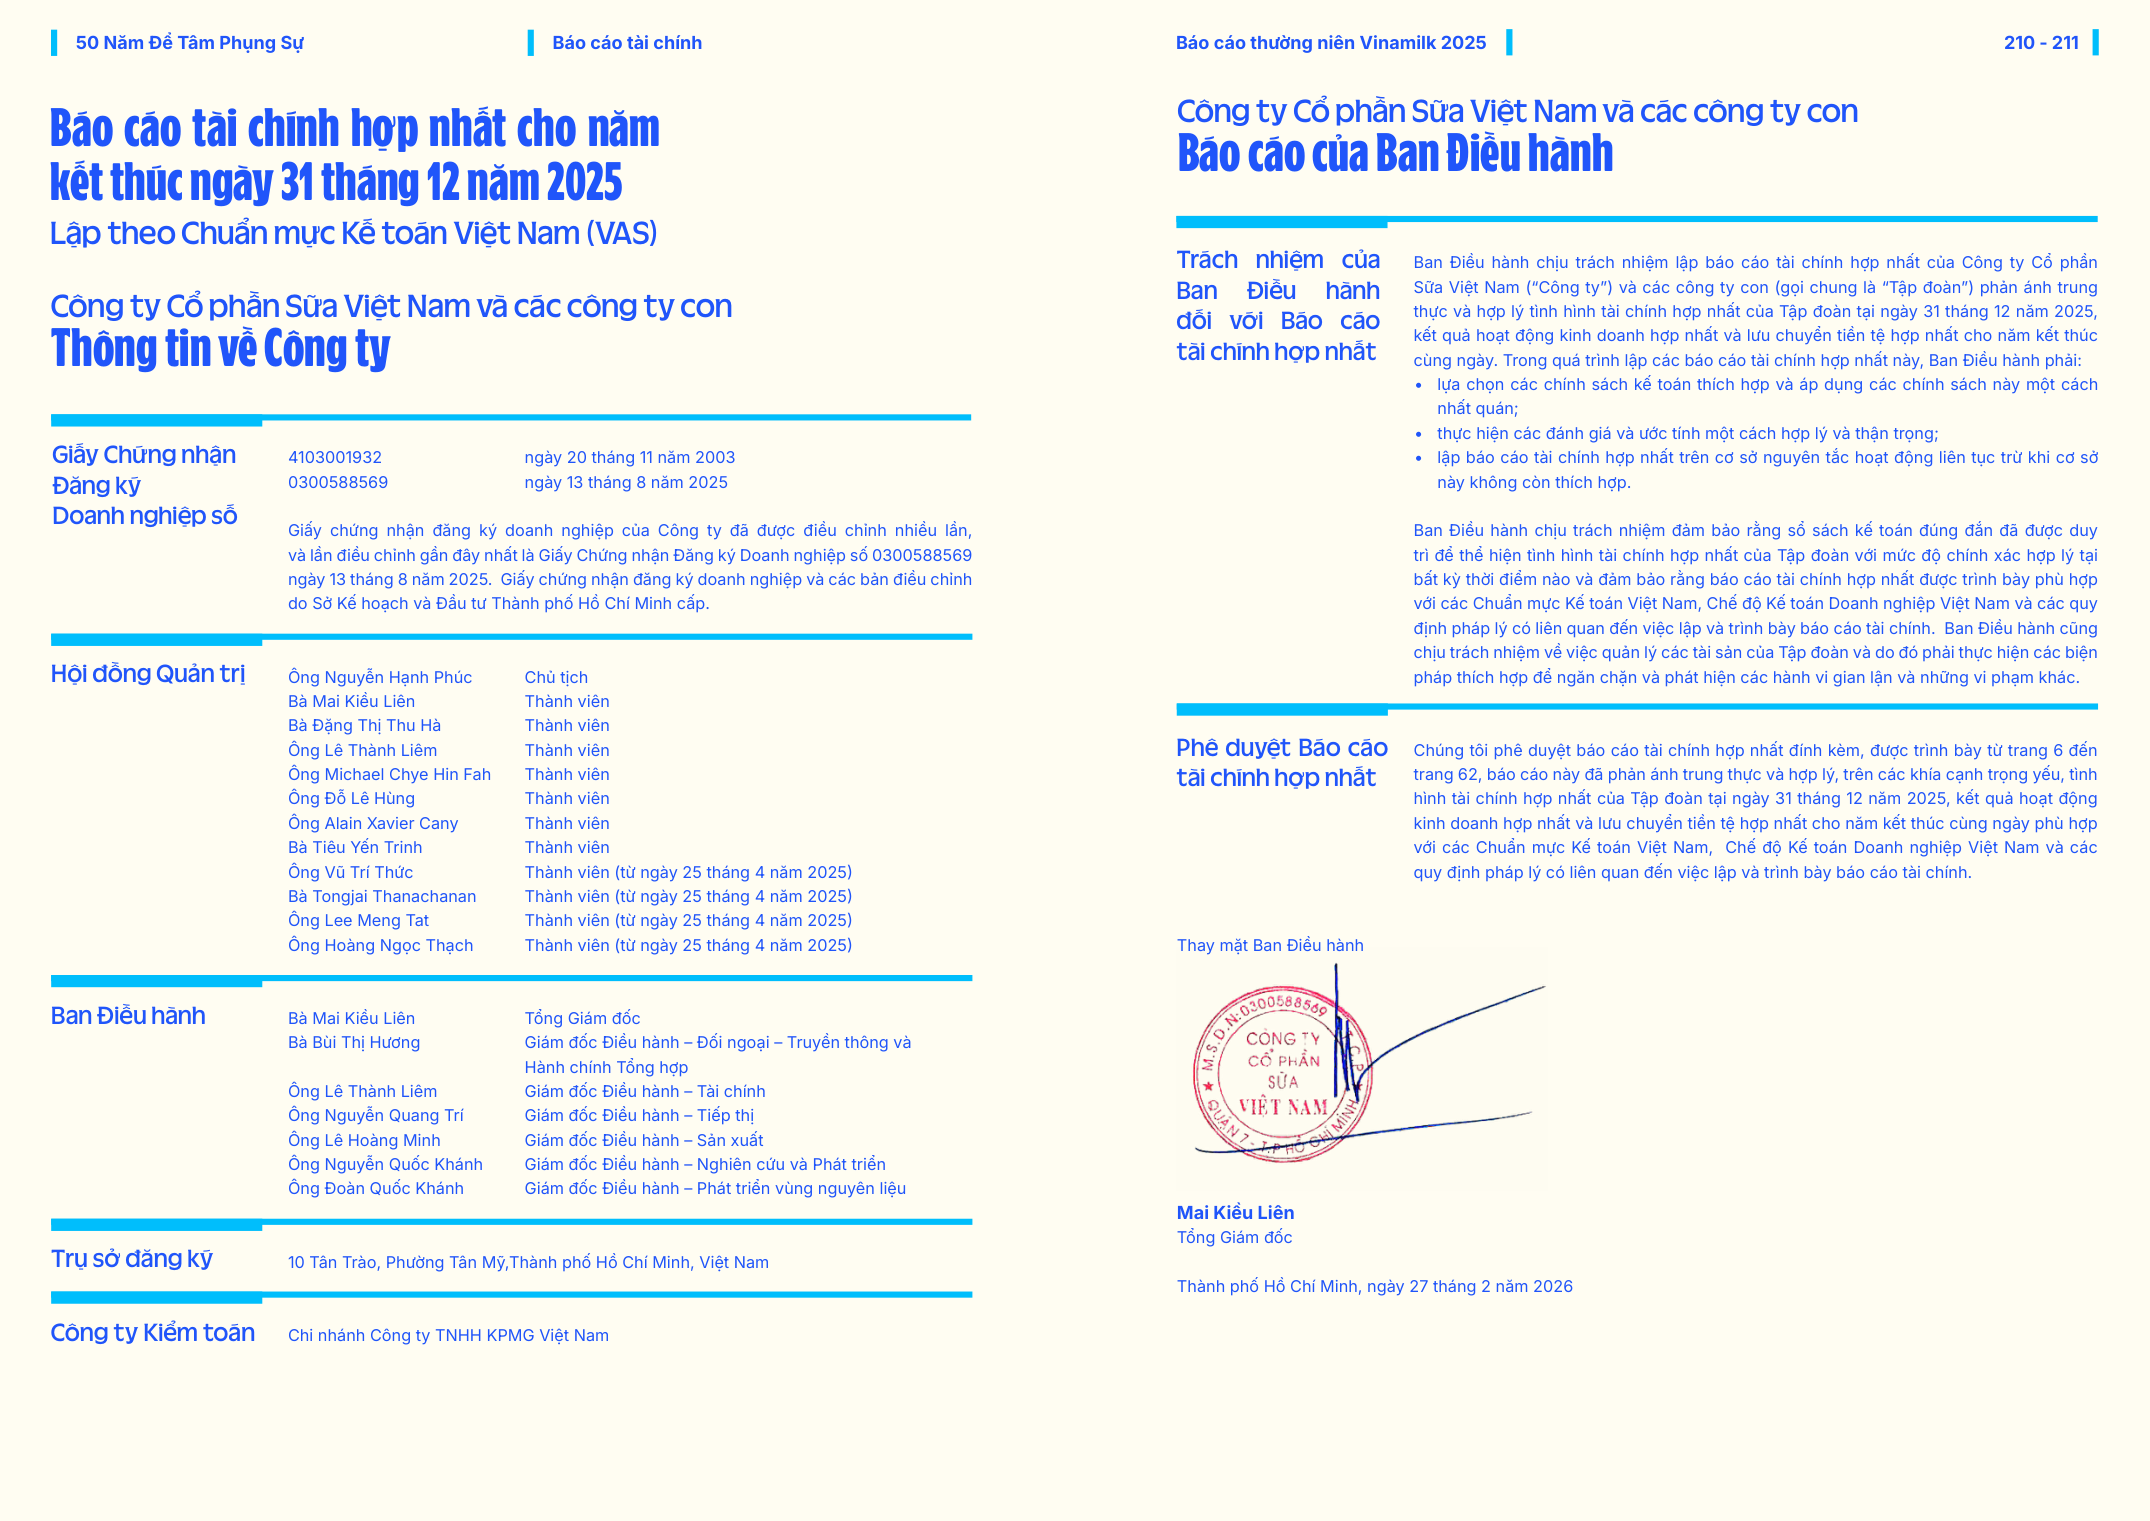 50 Năm Để Tâm Phụng Sự
Báo cáo tài chính
Báo cáo tài chính hợp nhất cho năm
kết thúc ngày 31 tháng 12 năm 2025
Lập theo Chuẩn mực Kế toán Việt Nam (VAS)
Công ty Cổ phần Sữa Việt Nam và các công ty con
Thông tin về Công ty
Giấy Chứng nhận
Đăng ký
Doanh nghiệp số
4103001932 ngày 20 tháng 11 năm 2003
0300588569 ngày 13 tháng 8 năm 2025
Giấy chứng nhận đăng ký doanh nghiệp của Công ty đã được điều chỉnh nhiều lần,
và lần điều chỉnh gần đây nhất là Giấy Chứng nhận Đăng ký Doanh nghiệp số 0300588569
ngày 13 tháng 8 năm 2025. Giấy chứng nhận đăng ký doanh nghiệp và các bản điều chỉnh
do Sở Kế hoạch và Đầu tư Thành phố Hồ Chí Minh cấp.
Hội đồng Quản trị
Ông Nguyễn Hạnh Phúc Chủ tịch
Bà Mai Kiều Liên Thành viên
Bà Đặng Thị Thu Hà Thành viên
Ông Lê Thành Liêm Thành viên
Ông Michael Chye Hin Fah Thành viên
Ông Đỗ Lê Hùng Thành viên
Ông Alain Xavier Cany Thành viên
Bà Tiêu Yến Trinh Thành viên
Ông Vũ Trí Thức Thành viên (từ ngày 25 tháng 4 năm 2025)
Bà Tongjai Thanachanan Thành viên (từ ngày 25 tháng 4 năm 2025)
Ông Lee Meng Tat Thành viên (từ ngày 25 tháng 4 năm 2025)
Ông Hoàng Ngọc Thạch Thành viên (từ ngày 25 tháng 4 năm 2025)
Ban Điều hành
Bà Mai Kiều Liên Tổng Giám đốc
Bà Bùi Thị Hương Giám đốc Điều hành – Đối ngoại – Truyền thông và
Hành chính Tổng hợp
Ông Lê Thành Liêm Giám đốc Điều hành – Tài chính
Ông Nguyễn Quang Trí Giám đốc Điều hành – Tiếp thị
Ông Lê Hoàng Minh Giám đốc Điều hành – Sản xuất
Ông Nguyễn Quốc Khánh Giám đốc Điều hành – Nghiên cứu và Phát triển
Ông Đoàn Quốc Khánh Giám đốc Điều hành – Phát triển vùng nguyên liệu
Trụ sở đăng ký
10 Tân Trào, Phường Tân Mỹ,Thành phố Hồ Chí Minh, Việt Nam
Công ty Kiểm toán
Chi nhánh Công ty TNHH KPMG Việt Nam
Báo cáo thường niên Vinamilk 2025
210 - 211
Công ty Cổ phần Sữa Việt Nam và các công ty con
Báo cáo của Ban Điều hành
Trách nhiệm của
Ban Điều hành
đối với Báo cáo
tài chính hợp nhất
Ban Điều hành chịu trách nhiệm lập báo cáo tài chính hợp nhất của Công ty Cổ phần
Sữa Việt Nam (“Công ty”) và các công ty con (gọi chung là “Tập đoàn”) phản ánh trung
thực và hợp lý tình hình tài chính hợp nhất của Tập đoàn tại ngày 31 tháng 12 năm 2025,
kết quả hoạt động kinh doanh hợp nhất và lưu chuyển tiền tệ hợp nhất cho năm kết thúc
cùng ngày. Trong quá trình lập các báo cáo tài chính hợp nhất này, Ban Điều hành phải:
• lựa chọn các chính sách kế toán thích hợp và áp dụng các chính sách này một cách
nhất quán;
• thực hiện các đánh giá và ước tính một cách hợp lý và thận trọng;
• lập báo cáo tài chính hợp nhất trên cơ sở nguyên tắc hoạt động liên tục trừ khi cơ sở
này không còn thích hợp.
Ban Điều hành chịu trách nhiệm đảm bảo rằng sổ sách kế toán đúng đắn đã được duy
trì để thể hiện tình hình tài chính hợp nhất của Tập đoàn với mức độ chính xác hợp lý tại
bất kỳ thời điểm nào và đảm bảo rằng báo cáo tài chính hợp nhất được trình bày phù hợp
với các Chuẩn mực Kế toán Việt Nam, Chế độ Kế toán Doanh nghiệp Việt Nam và các quy
định pháp lý có liên quan đến việc lập và trình bày báo cáo tài chính. Ban Điều hành cũng
chịu trách nhiệm về việc quản lý các tài sản của Tập đoàn và do đó phải thực hiện các biện
pháp thích hợp để ngăn chặn và phát hiện các hành vi gian lận và những vi phạm khác.
Phê duyệt Báo cáo
tài chính hợp nhất
Chúng tôi phê duyệt báo cáo tài chính hợp nhất đính kèm, được trình bày từ trang 6 đến
trang 62, báo cáo này đã phản ánh trung thực và hợp lý, trên các khía cạnh trọng yếu, tình
hình tài chính hợp nhất của Tập đoàn tại ngày 31 tháng 12 năm 2025, kết quả hoạt động
kinh doanh hợp nhất và lưu chuyển tiền tệ hợp nhất cho năm kết thúc cùng ngày phù hợp
với các Chuẩn mực Kế toán Việt Nam, Chế độ Kế toán Doanh nghiệp Việt Nam và các
quy định pháp lý có liên quan đến việc lập và trình bày báo cáo tài chính.
Thay mặt Ban Điều hành
M.S.D.N:0300588569
CÔNG TY
CỔ PHẦN
SỮA
VIỆT NAM
QUẬN 7 - T.P HỒ CHÍ MINH
Mai Kiều Liên
Tổng Giám đốc
Thành phố Hồ Chí Minh, ngày 27 tháng 2 năm 2026